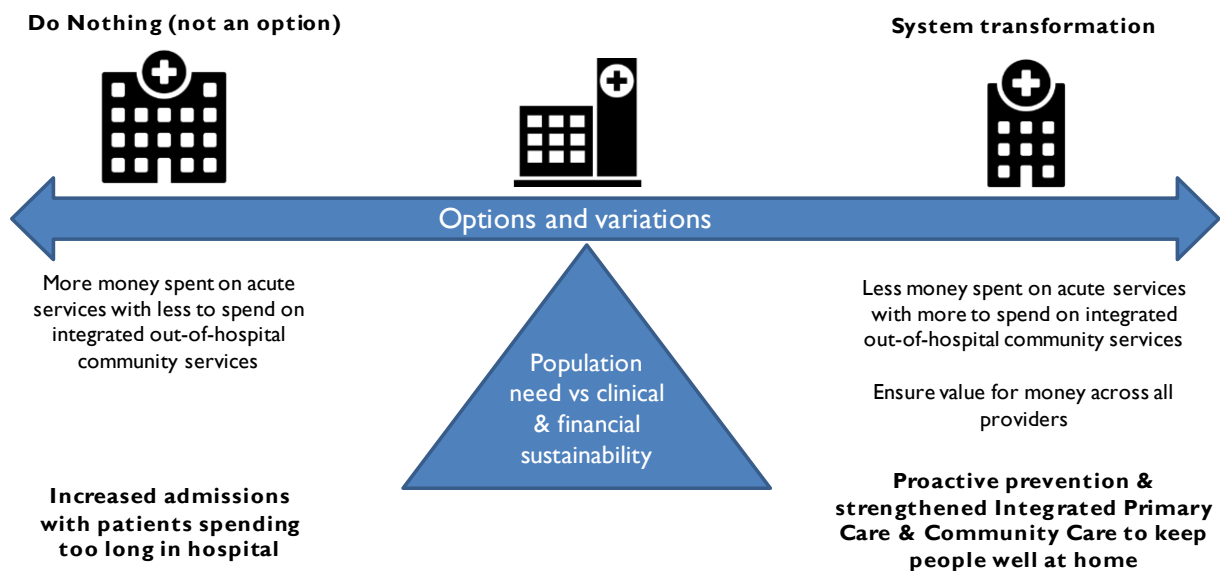 Do Nothing (not an option)
System transformation
Options and variations
More money spent on acute
services with less to spend on
integrated out-of-hospital
community services
Increased admissions
with patients spending
too long in hospital
Population
need vs clinical
& financial
sustainability
Less money spent on acute services
with more to spend on integrated
out-of-hospital community services
Ensure value for money across all
providers
Proactive prevention &
strengthened Integrated Primary
Care & Community Care to keep
people well at home